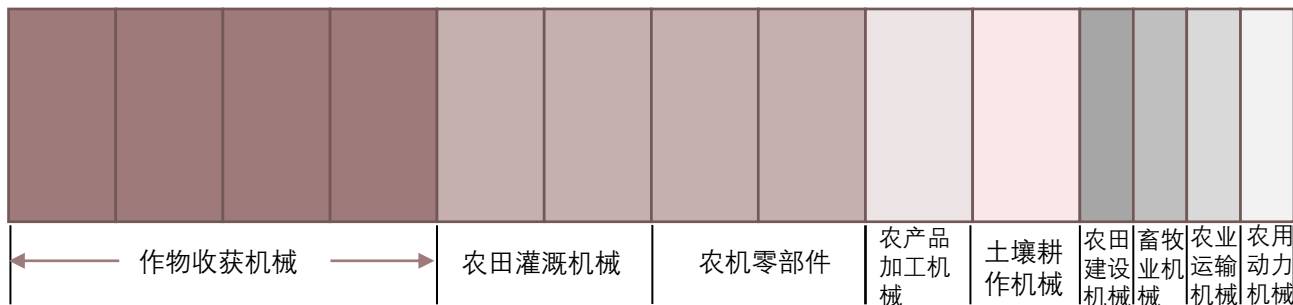 作物收获机械
农田灌溉机械
农机零部件
农产品
加工机
械
土壤耕
作机械
农田
建设
机械
畜牧
业机
械
农业
运输
机械
农用
动力
机械